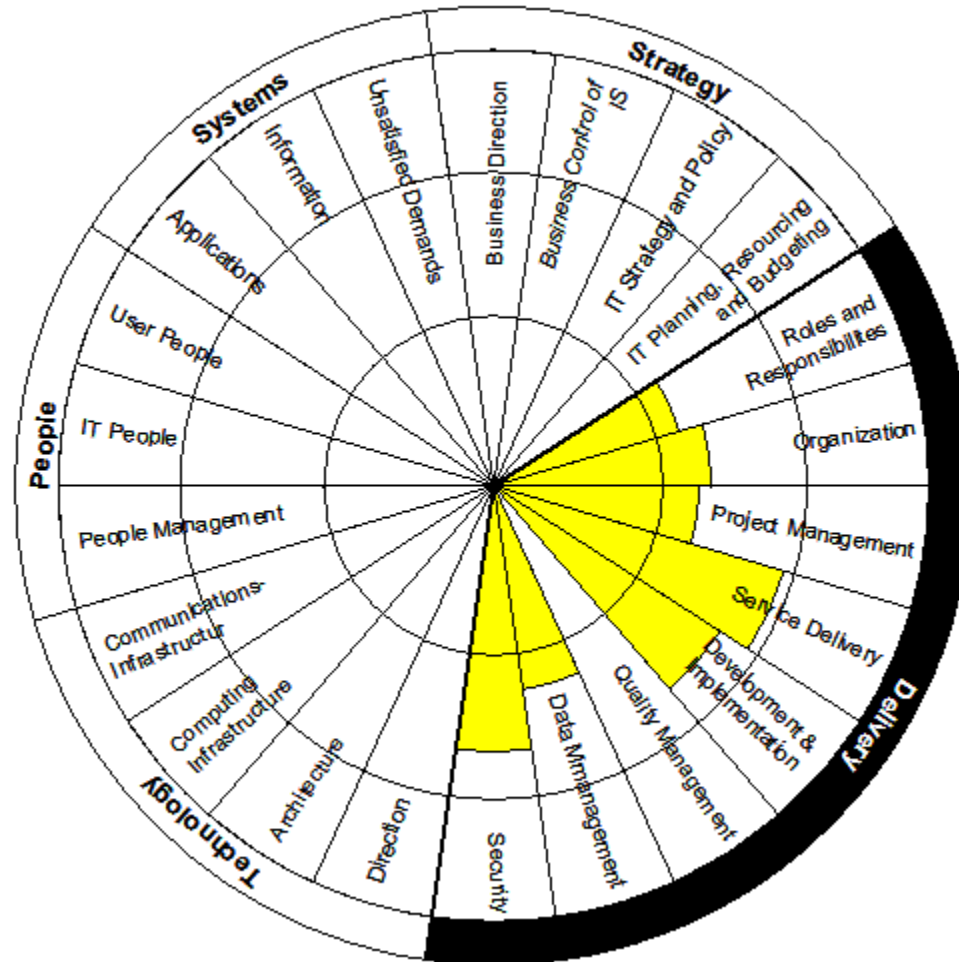 Strategy
Business Direction
Business Control of
IS
IT Strategy and Policy
IT Planning, Resourcing
and Budgeting
Delivery
Roles and
Responsibilites
Organization
Project Management
Service Delivery
Development &
Implementation
Quality Management
Data Mmanagement
Security
Technology
Direction
Architecture
Computing
Infrastructure
Communications-
Infrastructur
People
People Management
IT People
User People
Systems
Applications
Information
Unsatisfied Demands